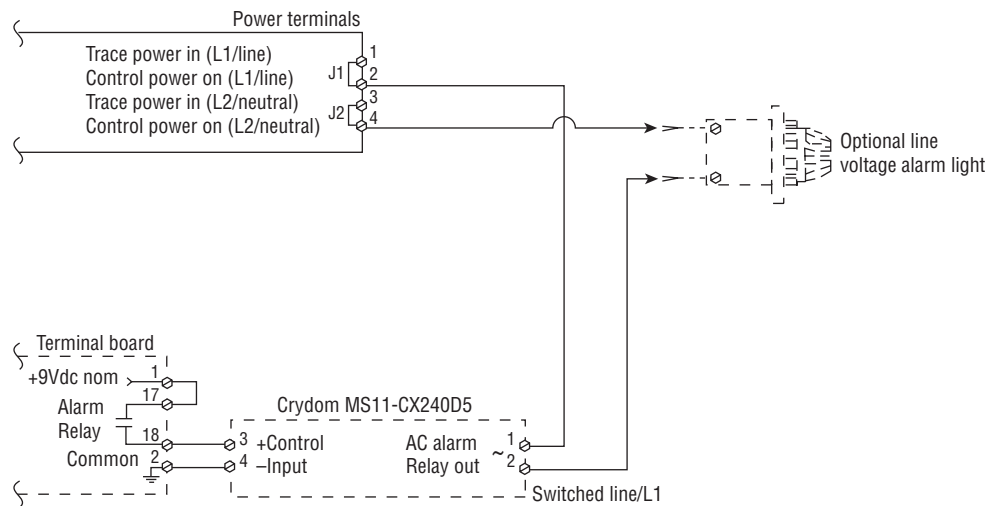 Power terminals
Trace power in (L1/line)
Control power on (L1/line)
Trace power in (L2/neutral)
Control power on (L2/neutral)
J1
J2
1
2
3
4
Optional line
voltage alarm light
Terminal board
+9Vdc nom
1
17
Alarm
Relay
18
Common
2
Crydom MS11-CX240D5
3 +Control
4 –Input
AC alarm
Relay out
~
1
2
Switched line/L1